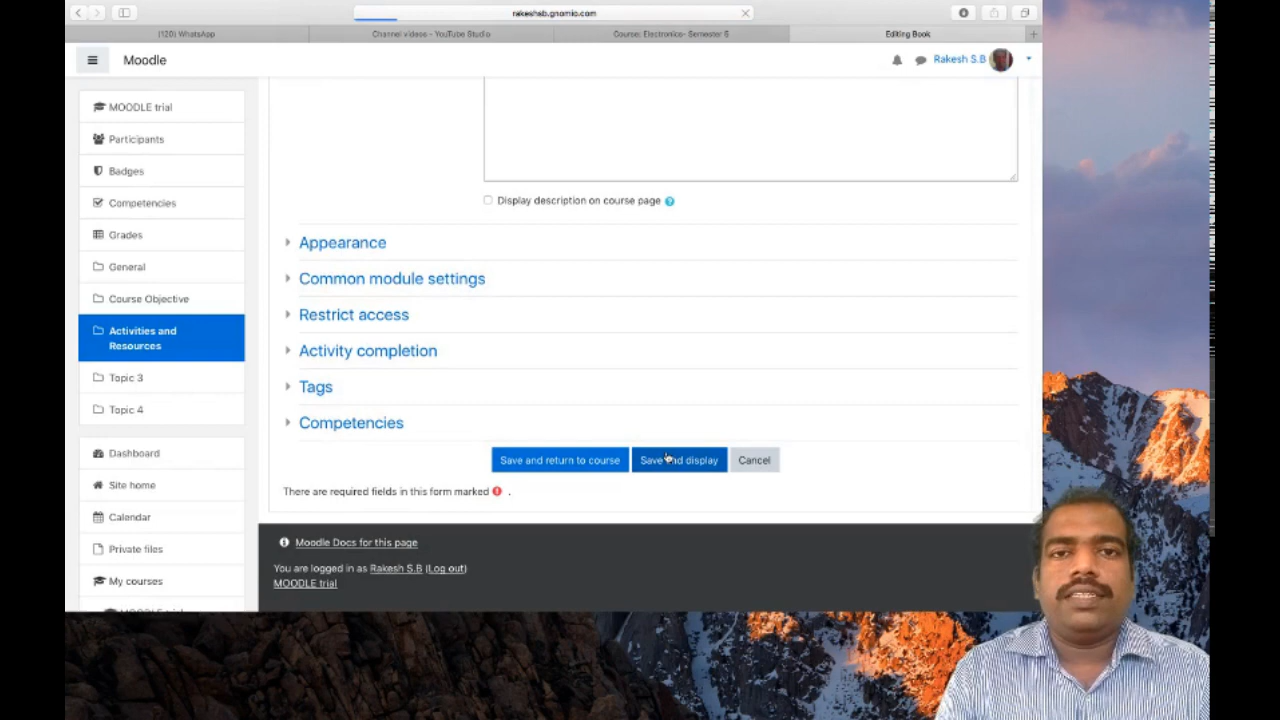 rakeshsb.gnomio.com
(120) WhatsApp
Channel videos - YouTube Studio
Course: Electronics- Semester 6
Editing Book
Moodle
Rakesh S.B
MOODLE trial
Participants
Badges
Competencies
Grades
General
Course Objective
Activities and
Resources
Topic 3
Topic 4
Dashboard
Site home
Calendar
Private files
My courses
MOODLE trial
Display description on course page
Appearance
Common module settings
Restrict access
Activity completion
Tags
Competencies
Save and return to course
Save and display
Cancel
There are required fields in this form marked .
Moodle Docs for this page
You are logged in as Rakesh S.B (Log out)
MOODLE trial